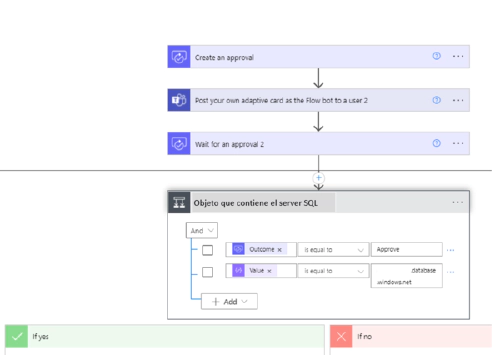 Create an approval
Post your own adaptive card as the Flow bot to a user 2
Wait for an approval 2
Objeto que contiene el server SQL
And
Outcome × is equal to Approve
Value × is equal to .database
.windows.net
+ Add
If yes
If no